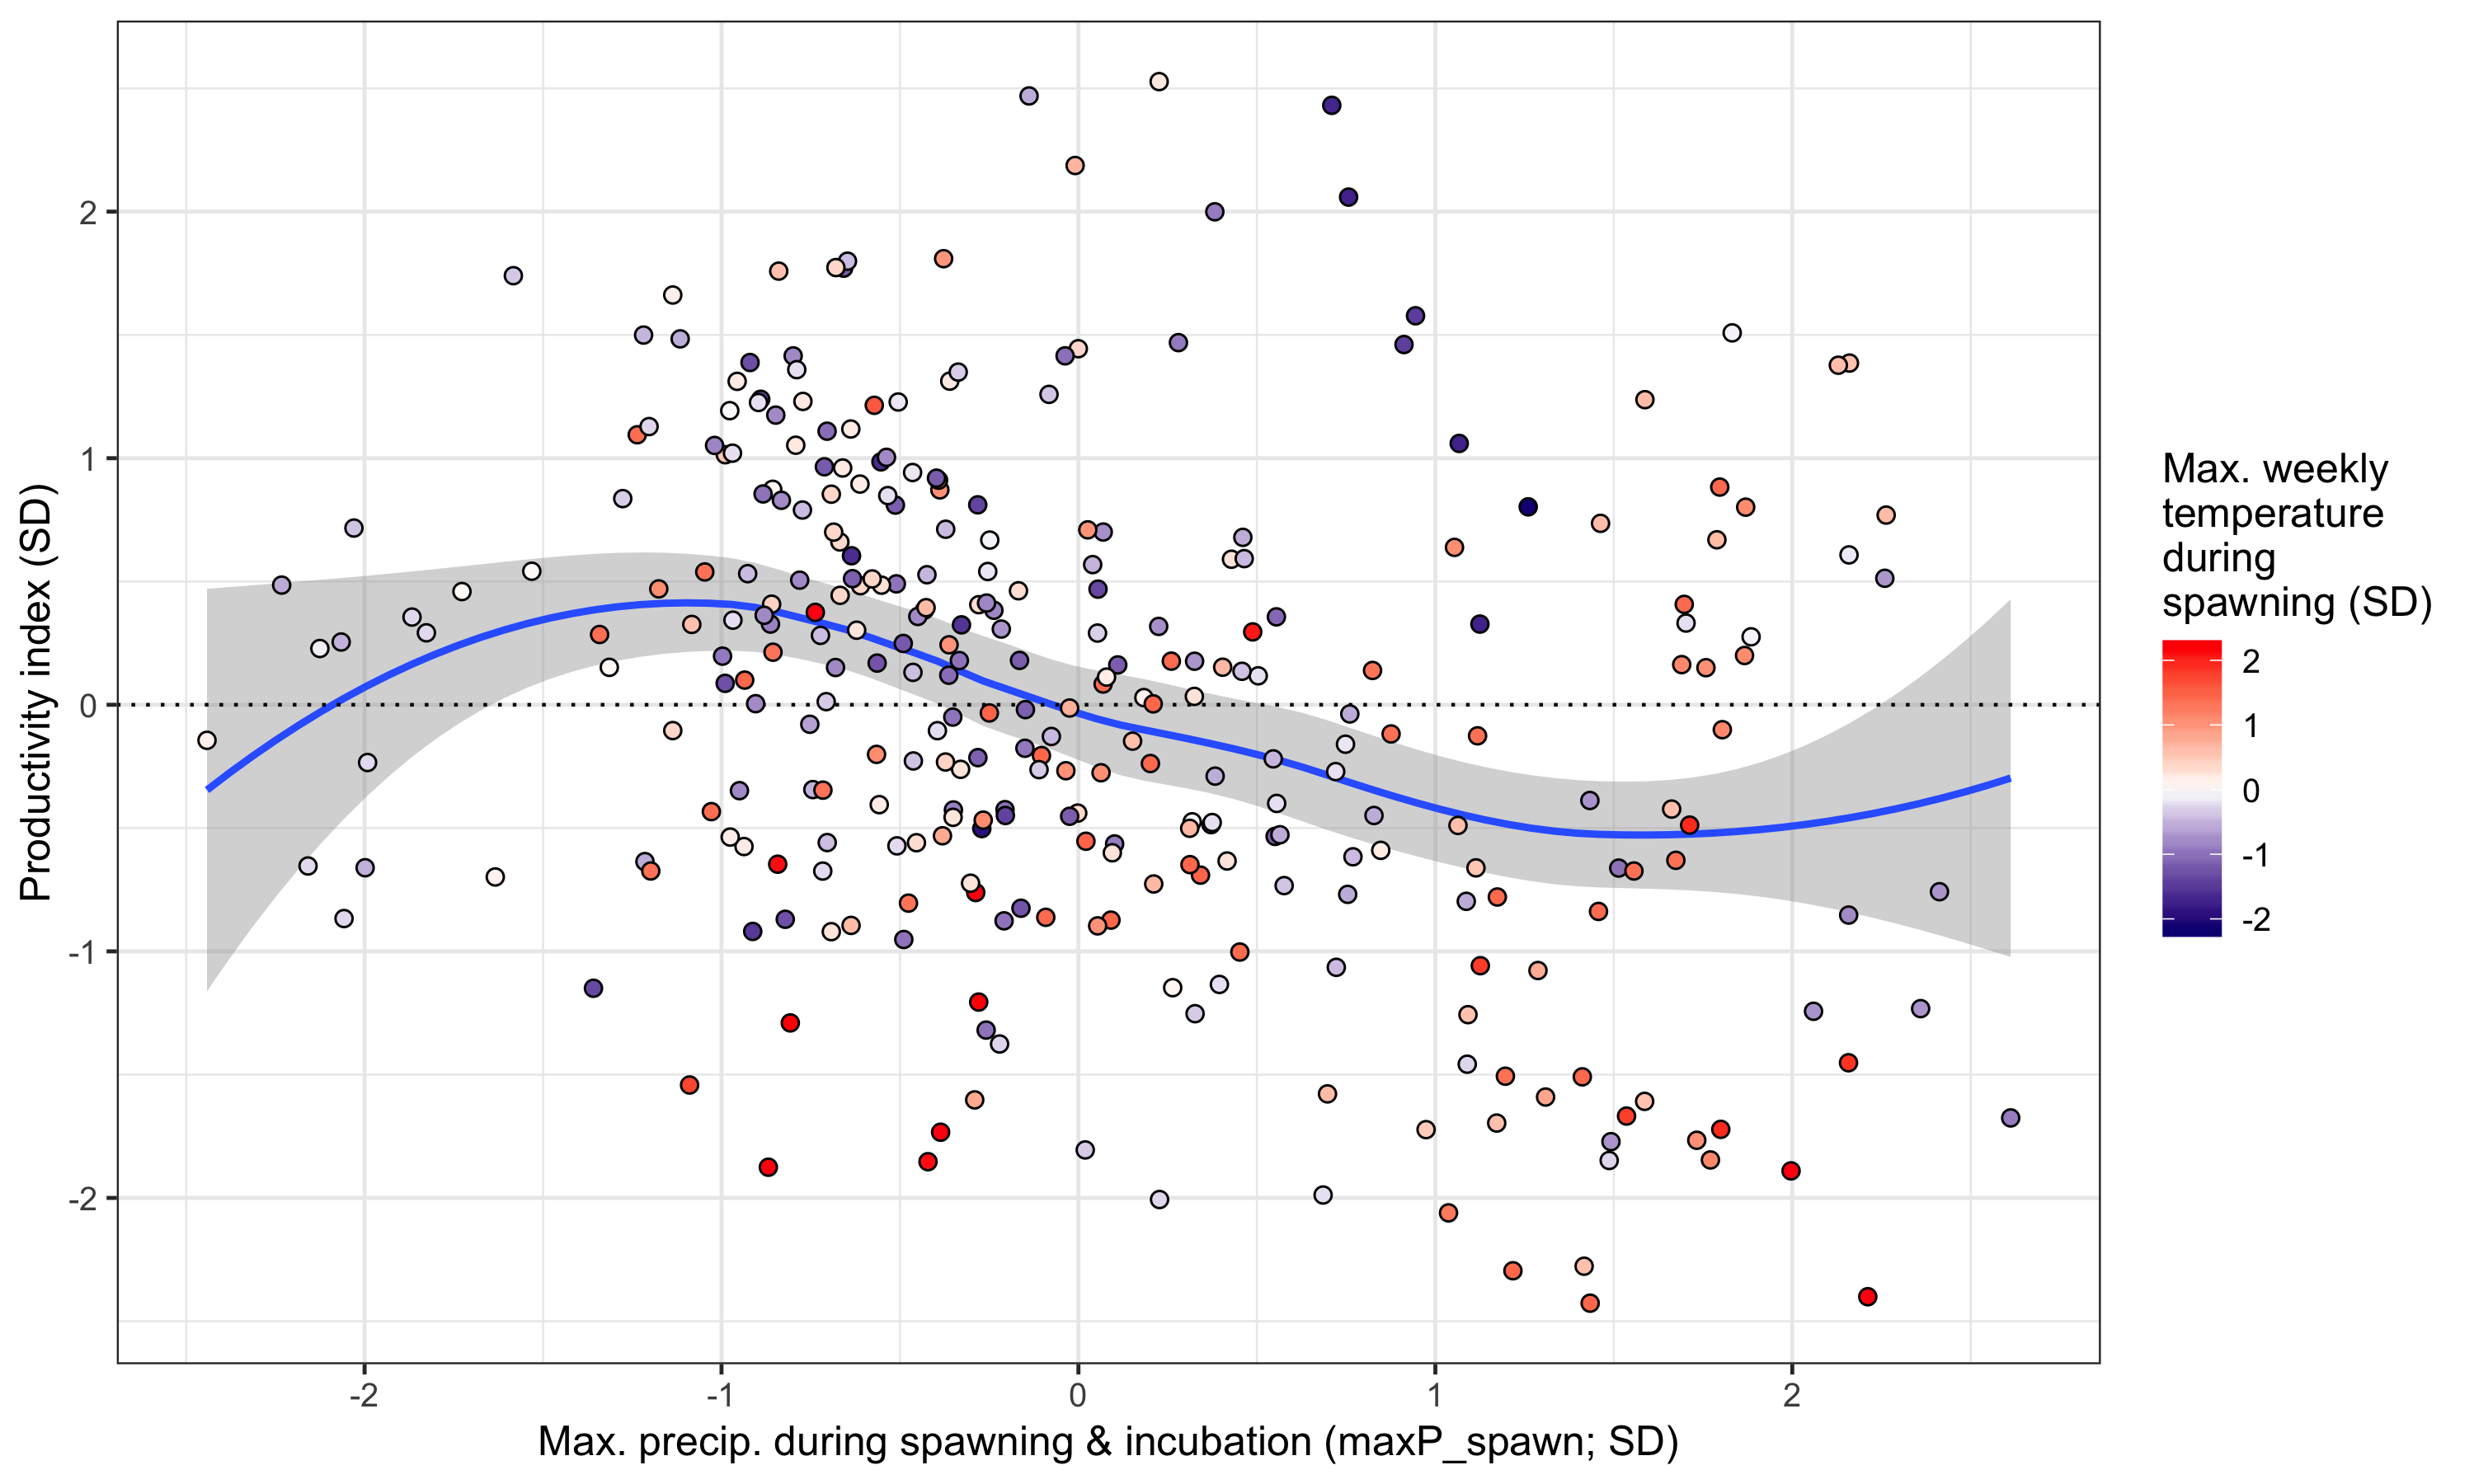 Productivity index (SD)
2
1
0
-1
-2
-2
-1
0
1
2
Max. precip. during spawning & incubation (maxP_spawn; SD)
Max. weekly
temperature
during
spawning (SD)
2
1
0
-1
-2